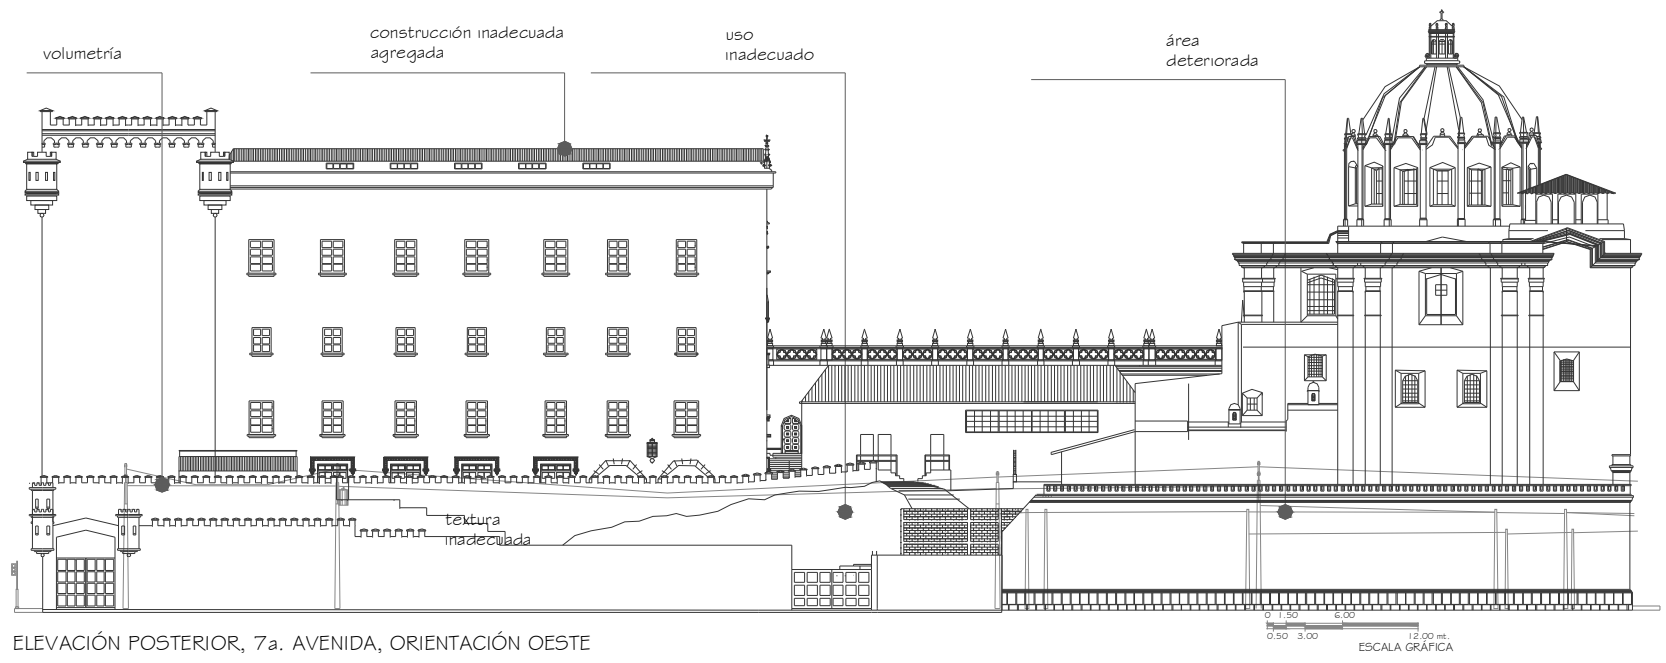 volumetría
construcción inadecuada
agregada
uso
inadecuado
área
deteriorada
textura
inadecuada
ELEVACIÓN POSTERIOR, 7a. AVENIDA, ORIENTACIÓN OESTE
0 1.50 6.00
0.50 3.00 12.00 mt.
ESCALA GRÁFICA